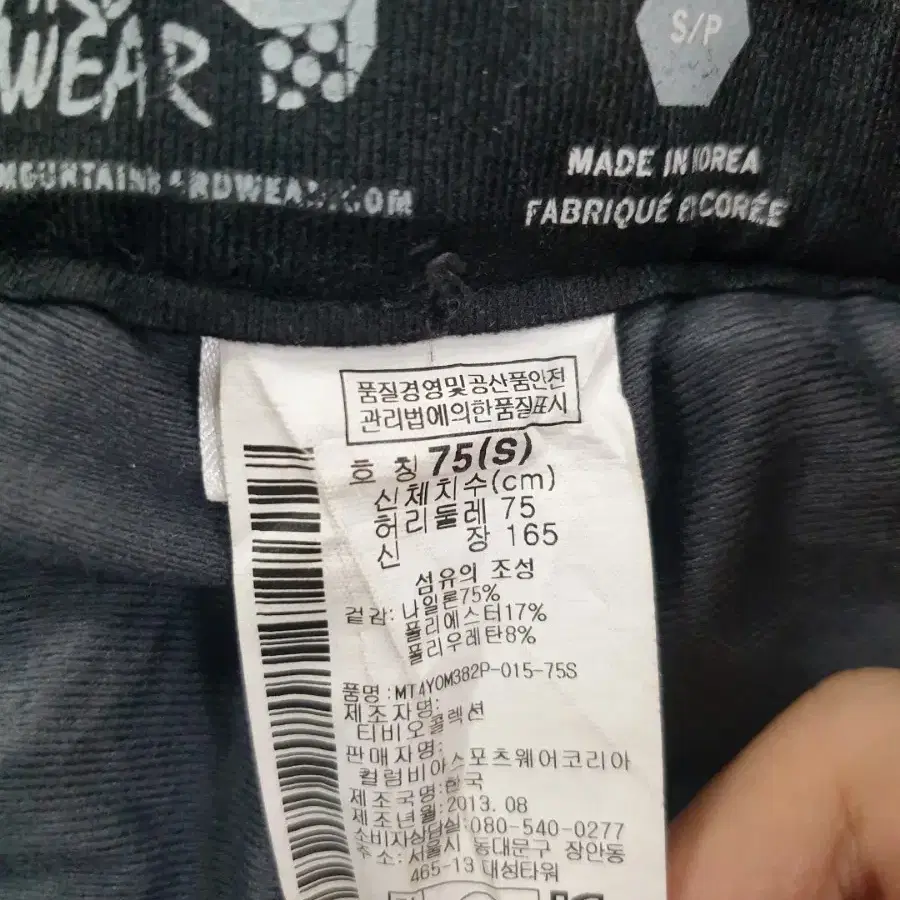 WEAR
S/P
MADE IN KOREA
FABRIQUÉ EN CORÉE
품질경영및공산품안전
관리법에의한품질표시
호 칭 75(S)
신체치수(cm)
허리둘레 75
신 장 165
섬유의 조성
겉감: 나일론75%
폴리에스터17%
폴리우레탄8%
품명 : MT4YOM382P-015-75S
제조자명:
티비오콜렉션
판매자명:
컬럼비아스포츠웨어코리아
제조국명:한국
제조년월:2013. 08
소비자상담실:080-540-0277
주 소: 서울시 동대문구 장안동
465-13 대성타워